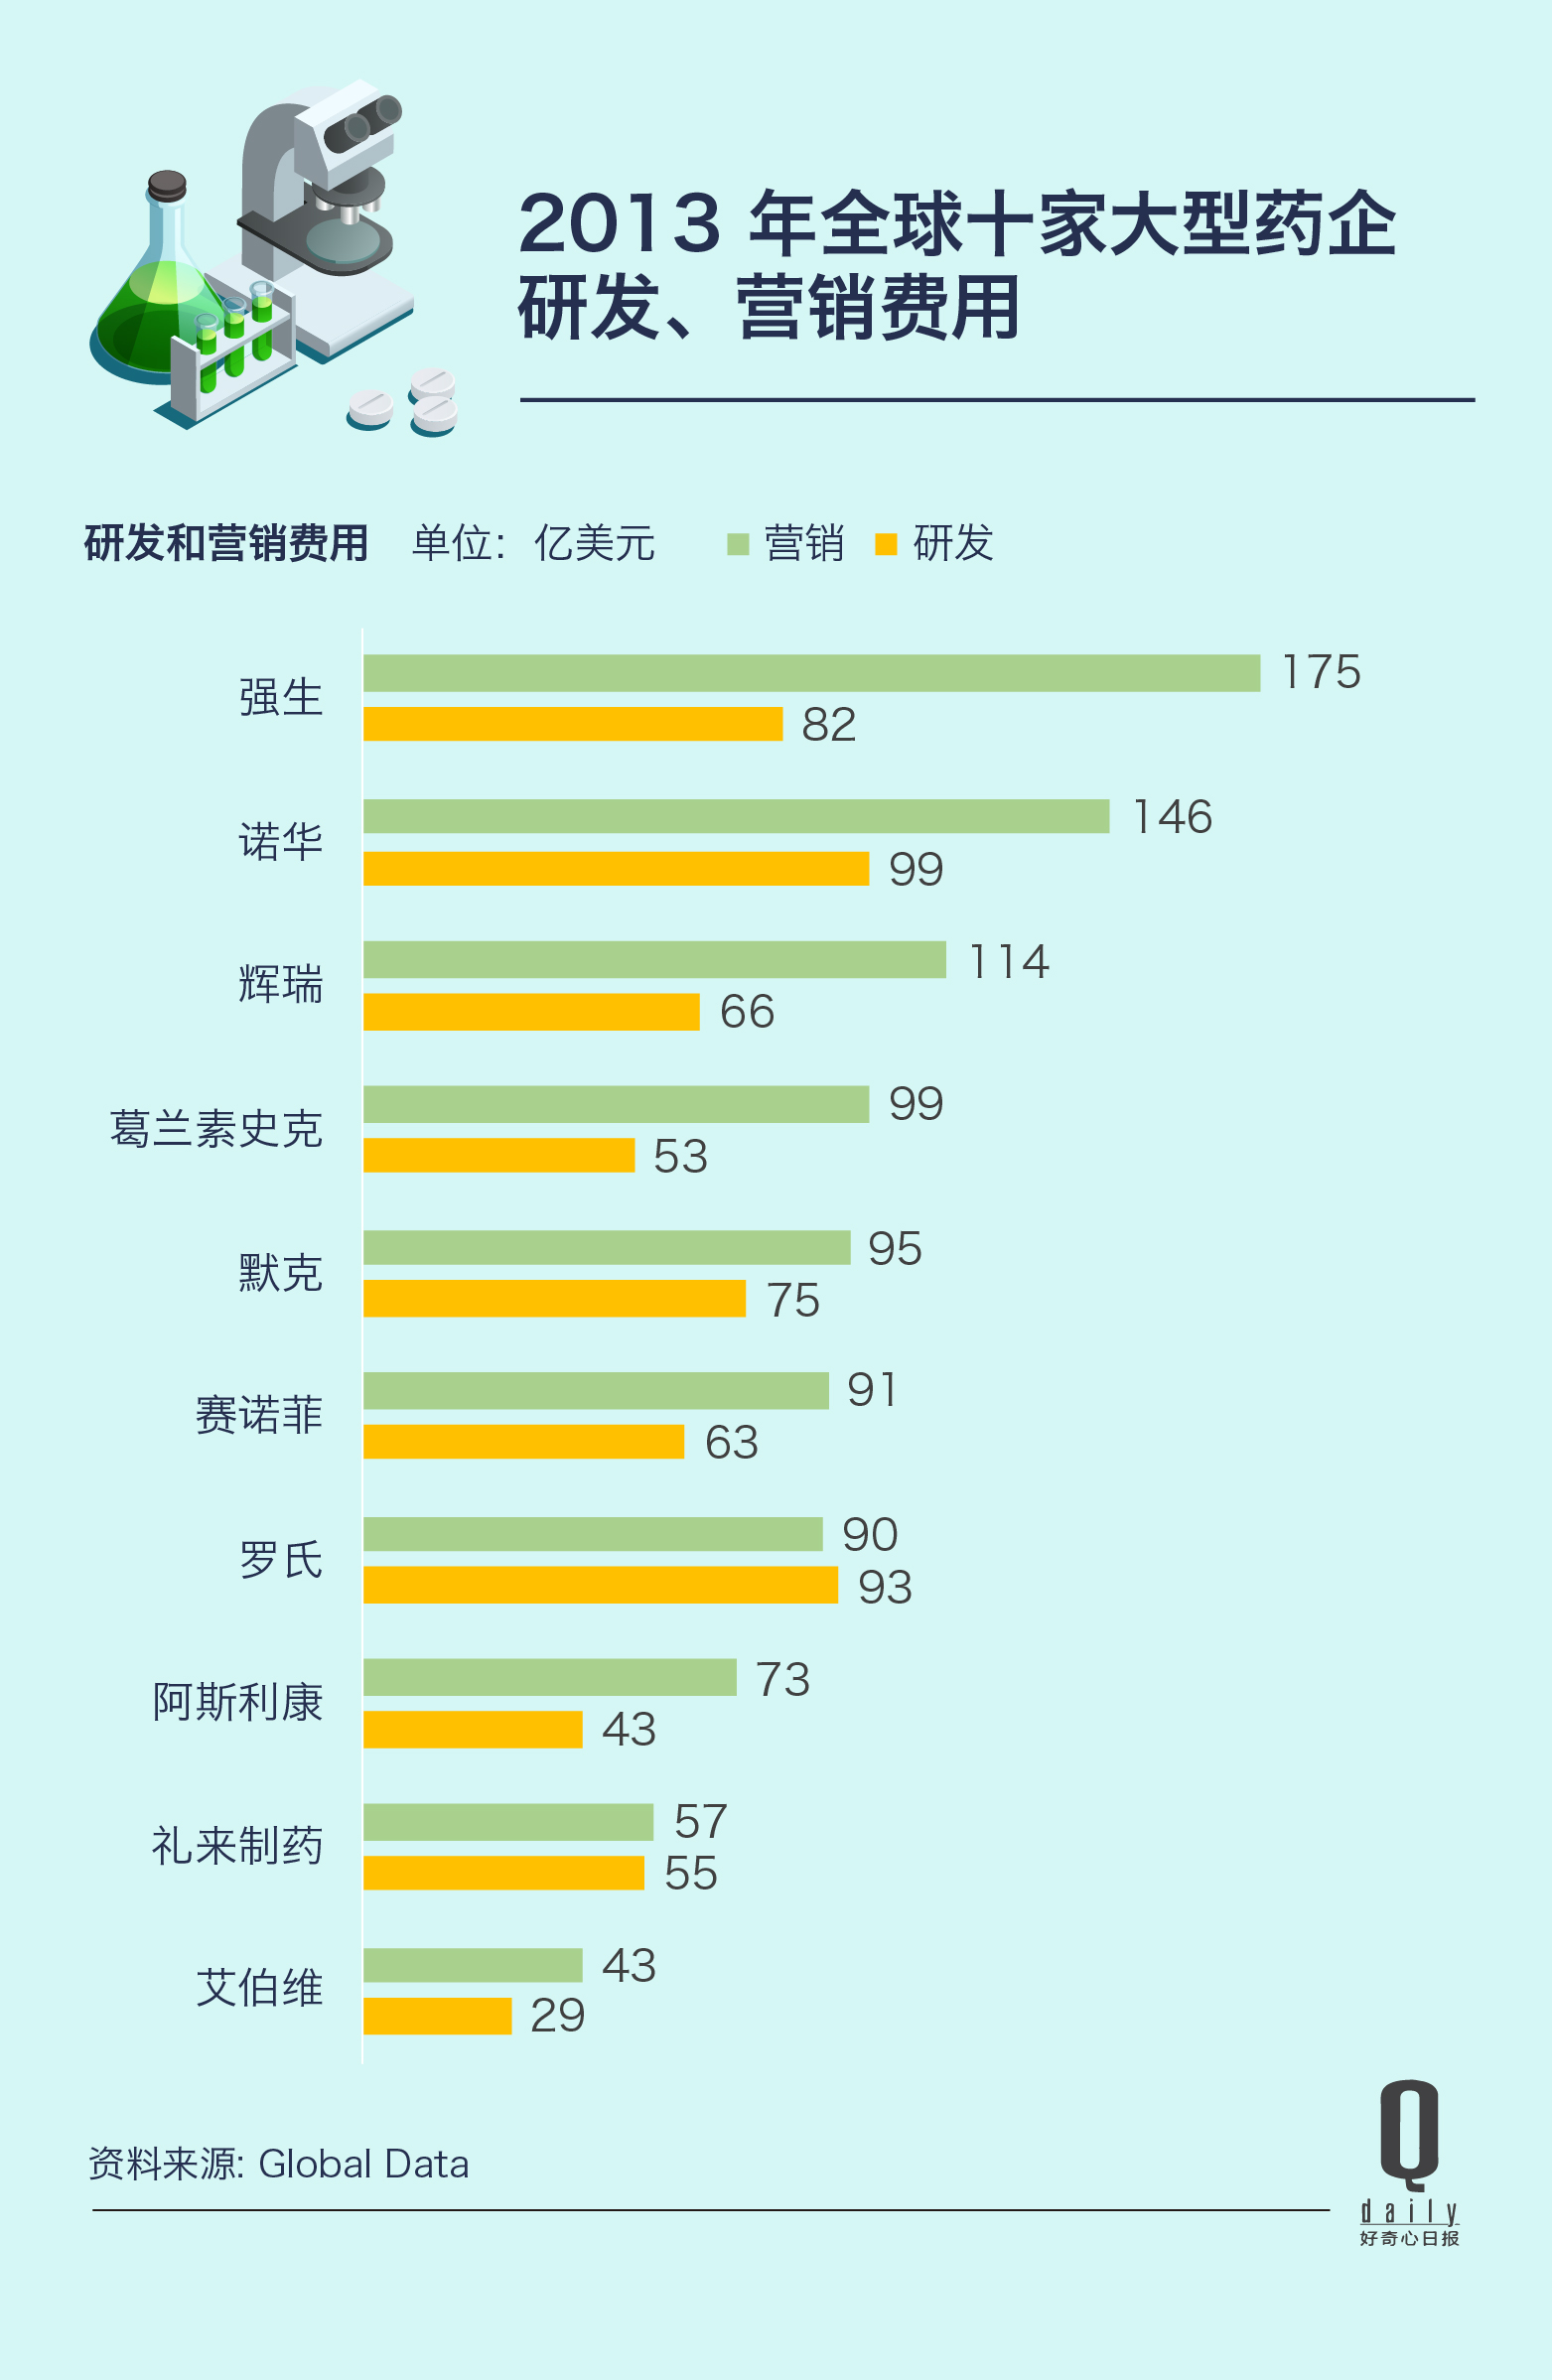 2013 年全球十家大型药企
研发、营销费用
研发和营销费用 单位：亿美元 营销 研发
强生 175
82
诺华 146
99
辉瑞 114
66
葛兰素史克 99
53
默克 95
75
赛诺菲 91
63
罗氏 90
93
阿斯利康 73
43
礼来制药 57
55
艾伯维 43
29
资料来源: Global Data
Q
daily
好奇心日报